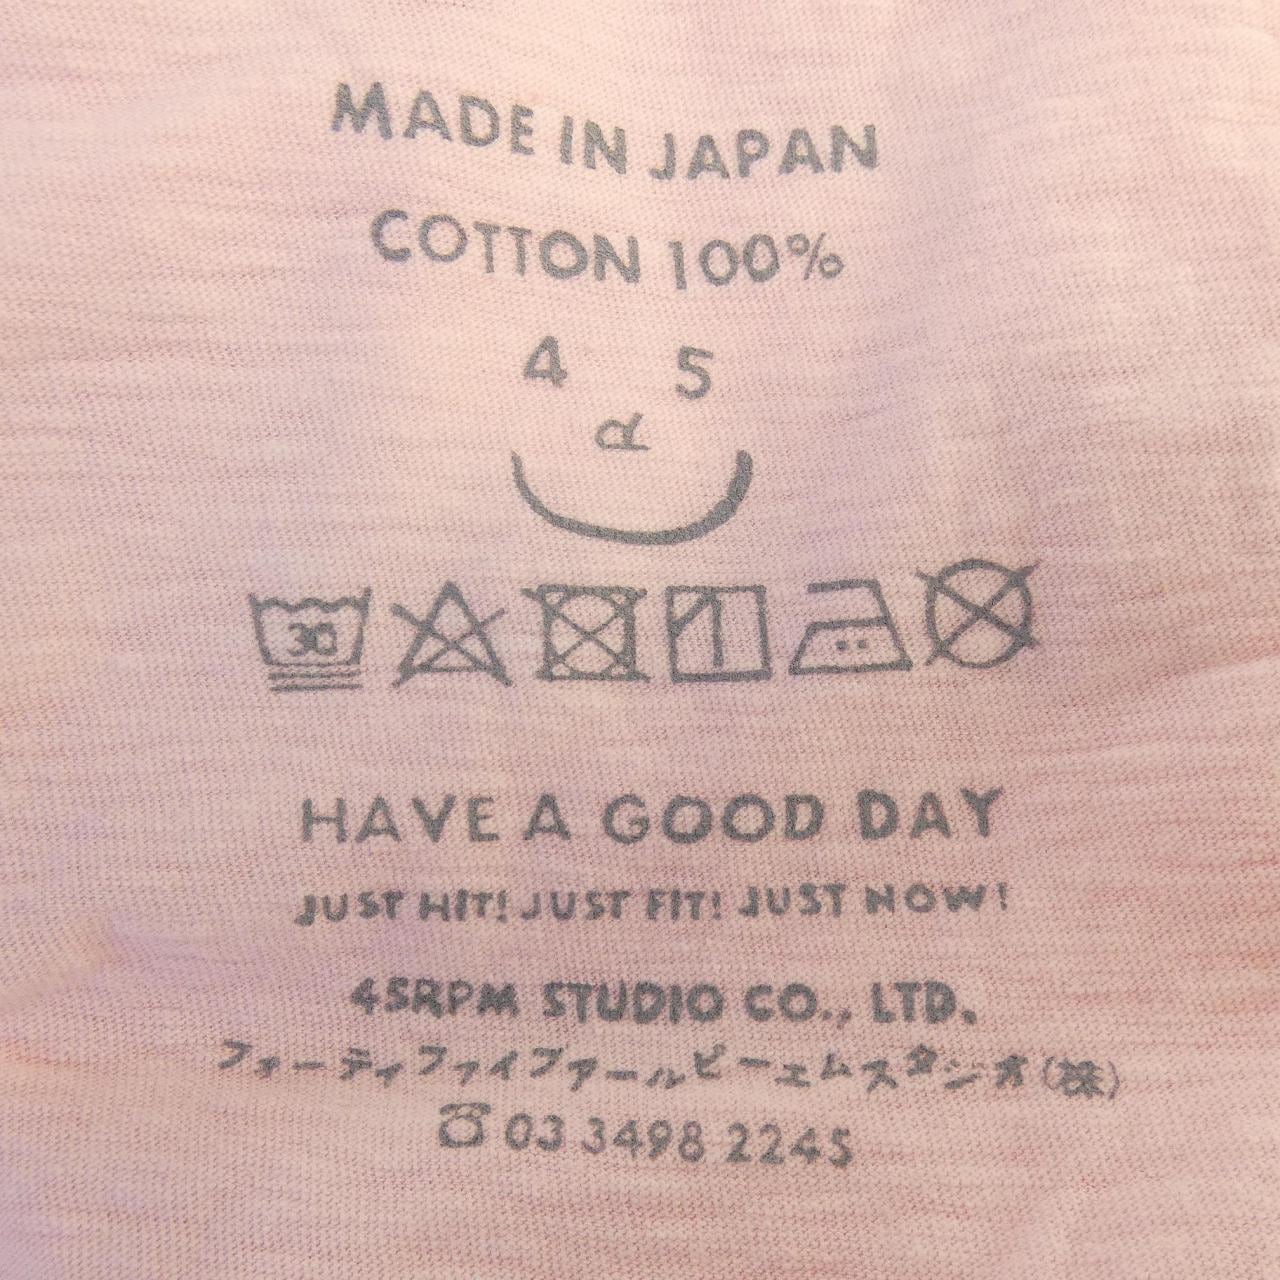 MADE IN JAPAN
COTTON 100%
4 5
R
30
HAVE A GOOD DAY
JUST HIT! JUST FIT! JUST NOW!
45RPM STUDIO CO., LTD.
フォーティファイブアールピーエムスタジオ(株)
☎03 3498 2245